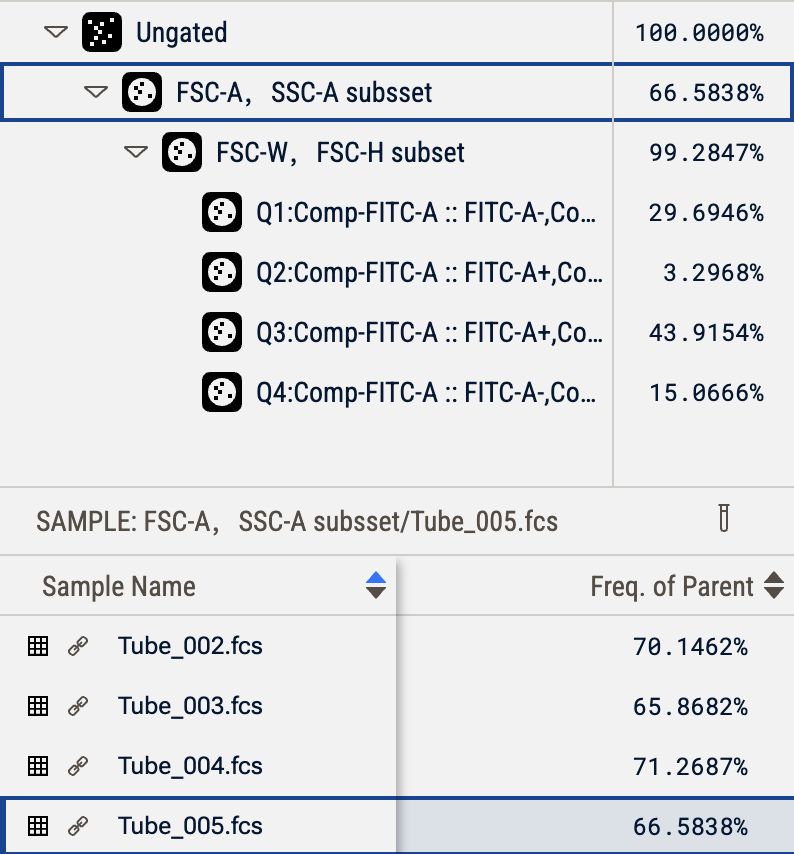 Ungated 100.0000%
FSC-A, SSC-A subsset 66.5838%
FSC-W, FSC-H subset 99.2847%
Q1:Comp-FITC-A :: FITC-A-,Co... 29.6946%
Q2:Comp-FITC-A :: FITC-A+,Co... 3.2968%
Q3:Comp-FITC-A :: FITC-A+,Co... 43.9154%
Q4:Comp-FITC-A :: FITC-A-,Co... 15.0666%
SAMPLE: FSC-A, SSC-A subsset/Tube_005.fcs
Sample Name Freq. of Parent
Tube_002.fcs 70.1462%
Tube_003.fcs 65.8682%
Tube_004.fcs 71.2687%
Tube_005.fcs 66.5838%